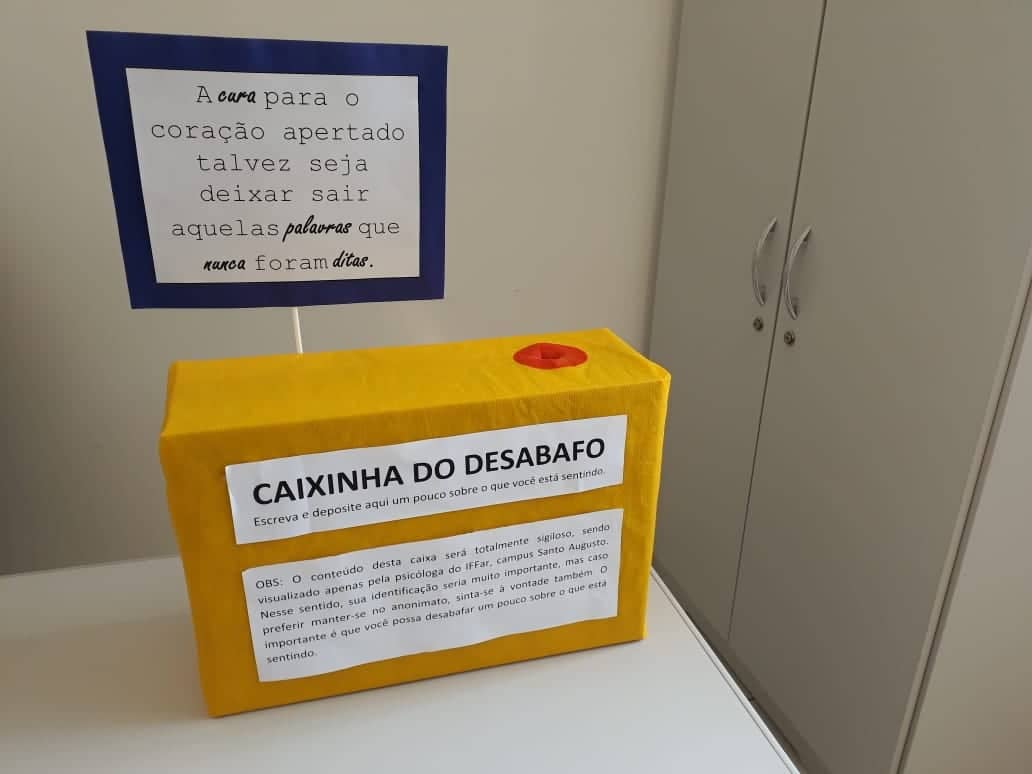 A cura para o
coração apertado
talvez seja
deixar sair
aquelas palavras que
nunca foram ditas.
CAIXINHA DO DESABAFO
Escreva e deposite aqui um pouco sobre o que você está sentindo.
OBS: O conteúdo desta caixa será totalmente sigiloso, sendo
visualizado apenas pela psicóloga do IFFar, campus Santo Augusto.
Nesse sentido, sua identificação seria muito importante, mas caso
preferir manter-se no anonimato, sinta-se à vontade também O
importante é que você possa desabafar um pouco sobre o que está
sentindo.